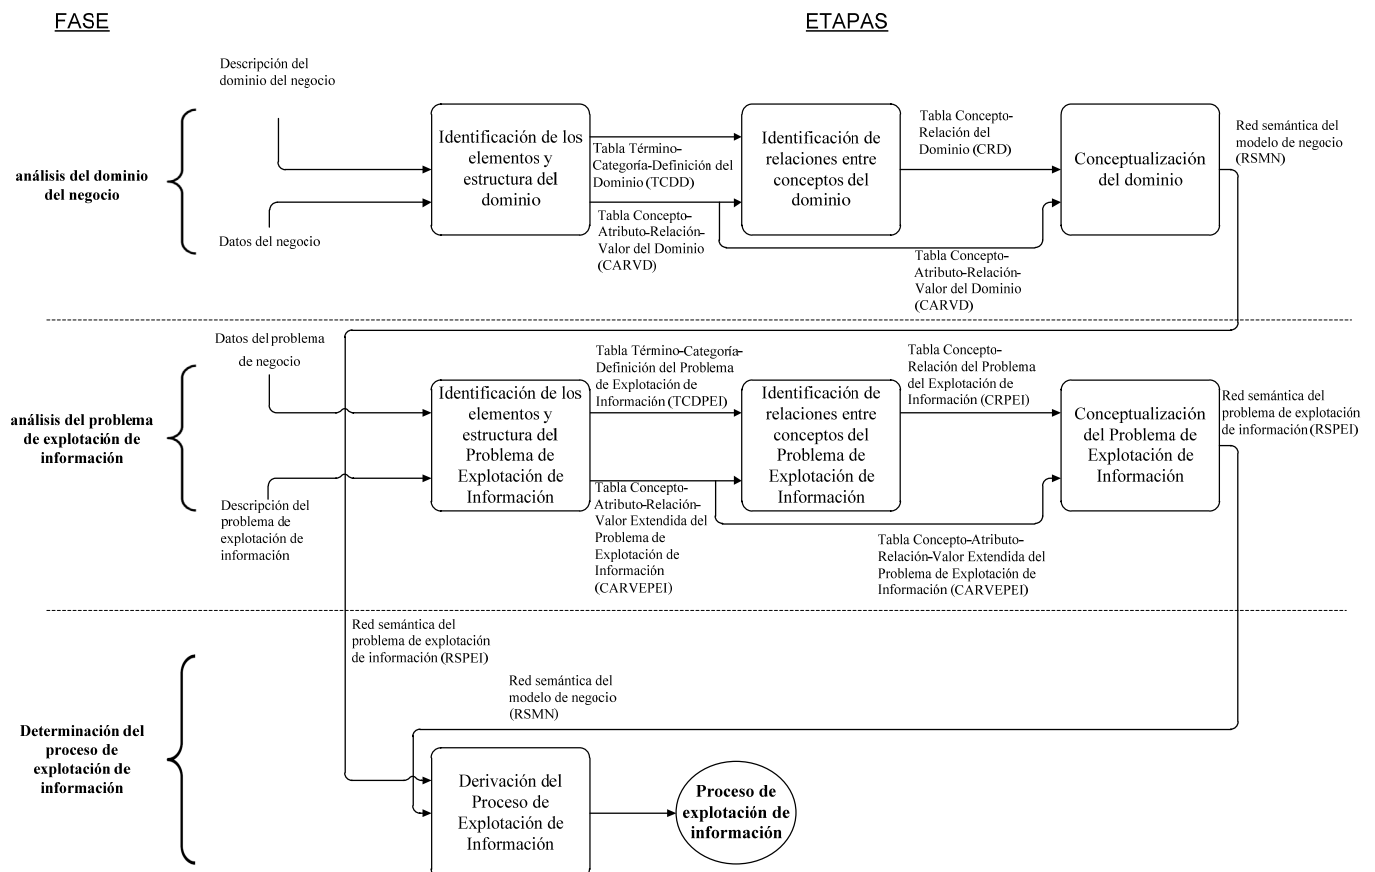 FASE
ETAPAS
Descripción del
dominio del negocio
análisis del dominio
del negocio
Datos del negocio
Identificación de los
elementos y
estructura del
dominio
Tabla Término-
Categoría-Definición del
Dominio (TCDD)
Tabla Concepto-
Atributo-Relación-
Valor del Dominio
(CARVD)
Identificación de
relaciones entre
conceptos del
dominio
Tabla Concepto-
Relación del
Dominio (CRD)
Tabla Concepto-
Atributo-Relación-
Valor del Dominio
(CARVD)
Conceptualización
del dominio
Red semántica del
modelo de negocio
(RSMN)
Datos del problema
de negocio
análisis del problema
de explotación de
información
Descripción del
problema de
explotación de
información
Identificación de los
elementos y
estructura del
Problema de
Explotación de
Información
Tabla Término-Categoría-
Definición del Problema
de Explotación de
Información (TCDPEI)
Tabla Concepto-
Atributo-Relación-
Valor Extendida del
Problema de
Explotación de
Información
(CARVEPEI)
Identificación de
relaciones entre
conceptos del
Problema de
Explotación de
Información
Tabla Concepto-
Relación del Problema
del Explotación de
Información (CRPEI)
Tabla Concepto-Atributo-
Relación-Valor Extendida del
Problema de Explotación de
Información (CARVEPEI)
Conceptualización
del Problema de
Explotación de
Información
Red semántica del
problema de explotación
de información (RSPEI)
Red semántica del
problema de explotación
de información (RSPEI)
Red semántica del
modelo de negocio
(RSMN)
Determinación del
proceso de
explotación de
información
Derivación del
Proceso de
Explotación de
Información
Proceso de
explotación de
información